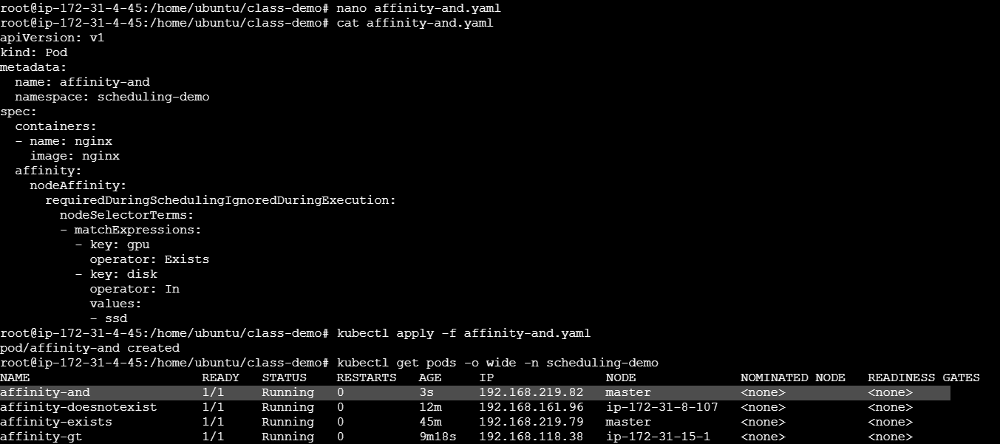 root@ip-172-31-4-45:/home/ubuntu/class-demo# nano affinity-and.yaml
root@ip-172-31-4-45:/home/ubuntu/class-demo# cat affinity-and.yaml
apiVersion: v1
kind: Pod
metadata:
  name: affinity-and
  namespace: scheduling-demo
spec:
  containers:
  - name: nginx
    image: nginx
  affinity:
    nodeAffinity:
      requiredDuringSchedulingIgnoredDuringExecution:
        nodeSelectorTerms:
        - matchExpressions:
          - key: gpu
            operator: Exists
          - key: disk
            operator: In
            values:
            - ssd
root@ip-172-31-4-45:/home/ubuntu/class-demo# kubectl apply -f affinity-and.yaml
pod/affinity-and created
root@ip-172-31-4-45:/home/ubuntu/class-demo# kubectl get pods -o wide -n scheduling-demo
NAME                       READY   STATUS    RESTARTS   AGE     IP               NODE              NOMINATED NODE   READINESS GATES
affinity-and               1/1     Running   0          3s      192.168.219.82   master            <none>           <none>
affinity-doesnotexist      1/1     Running   0          12m     192.168.161.96   ip-172-31-8-107   <none>           <none>
affinity-exists            1/1     Running   0          45m     192.168.219.79   master            <none>           <none>
affinity-gt                1/1     Running   0          9m18s   192.168.118.38   ip-172-31-15-1    <none>           <none>